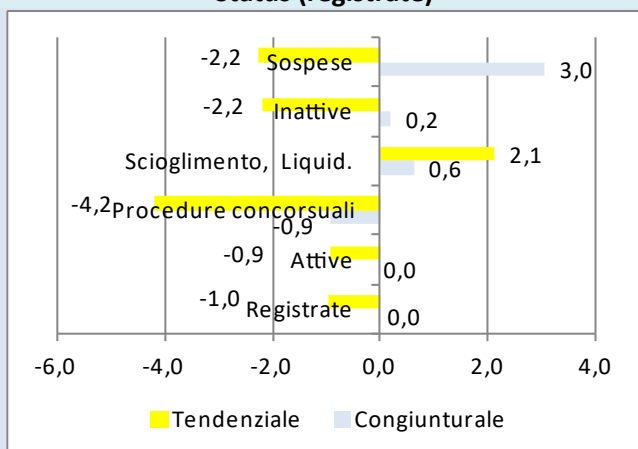 Status (registrate)
-2,2 Sospese 3,0
-2,2 Inattive 0,2
Scioglimento, Liquid. 2,1
0,6
-4,2 Procedure concorsuali
-0,9
-0,9 Attive 0,0
-1,0 Registrate 0,0
-6,0 -4,0 -2,0 0,0 2,0 4,0
Tendenziale Congiunturale